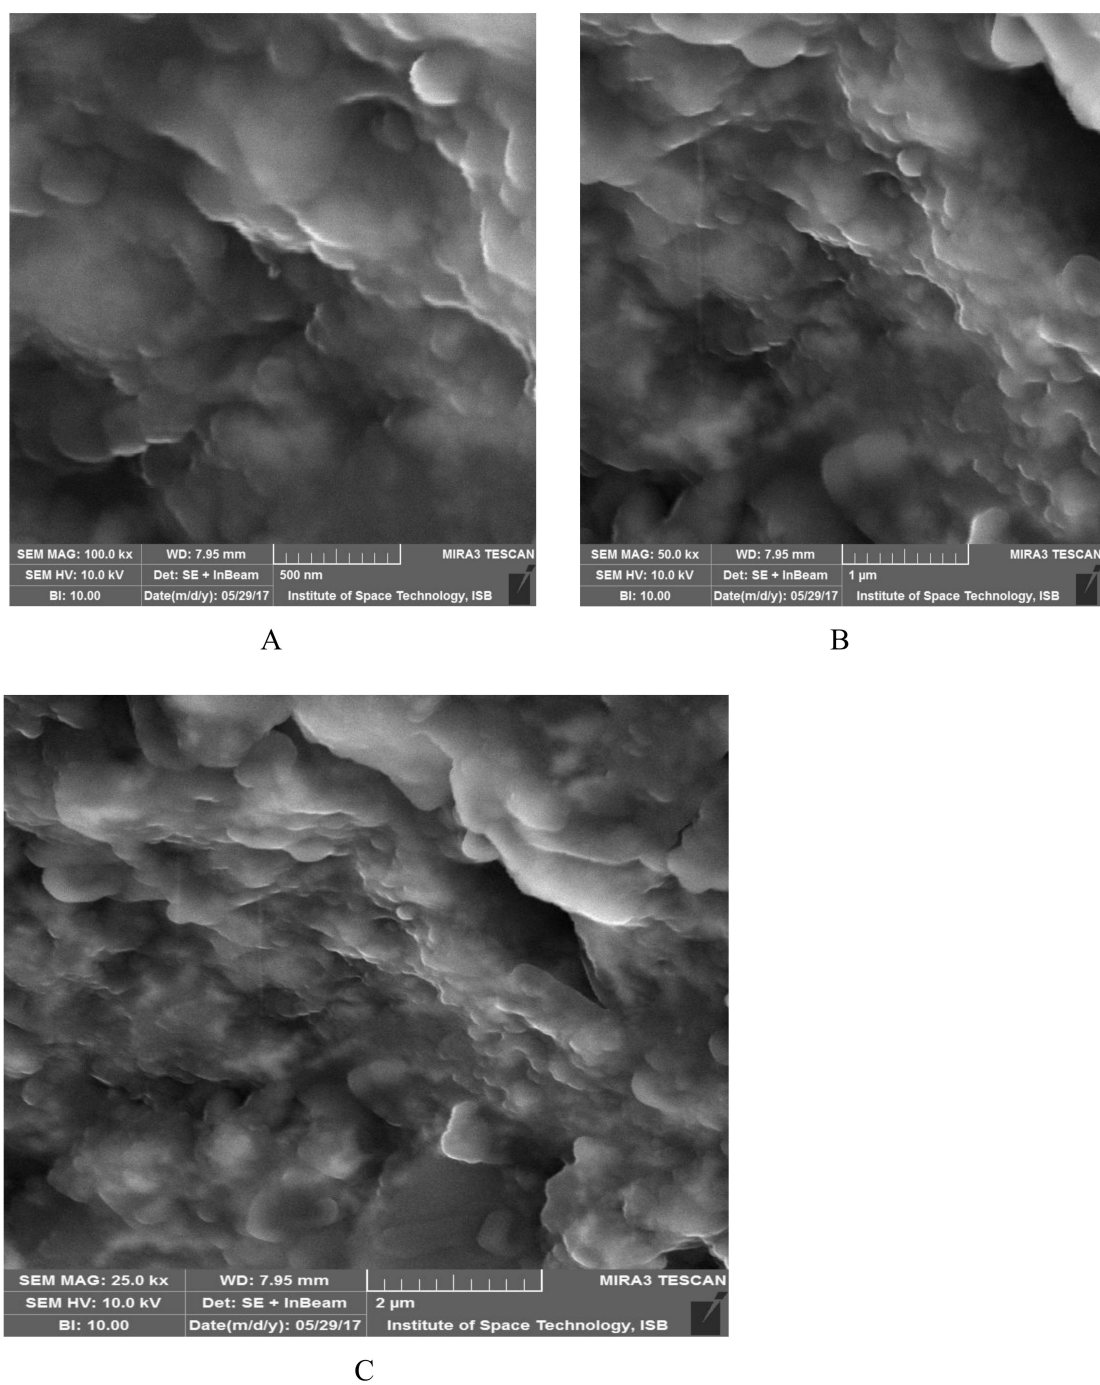 SEM MAG: 100.0 kx WD: 7.95 mm MIRA3 TESCAN
SEM HV: 10.0 kV Det: SE + InBeam 500 nm
BI: 10.00 Date(m/d/y): 05/29/17 Institute of Space Technology, ISB
A
SEM MAG: 50.0 kx WD: 7.95 mm MIRA3 TESCAN
SEM HV: 10.0 kV Det: SE + InBeam 1 µm
BI: 10.00 Date(m/d/y): 05/29/17 Institute of Space Technology, ISB
B
SEM MAG: 25.0 kx WD: 7.95 mm MIRA3 TESCAN
SEM HV: 10.0 kV Det: SE + InBeam 2 µm
BI: 10.00 Date(m/d/y): 05/29/17 Institute of Space Technology, ISB
C